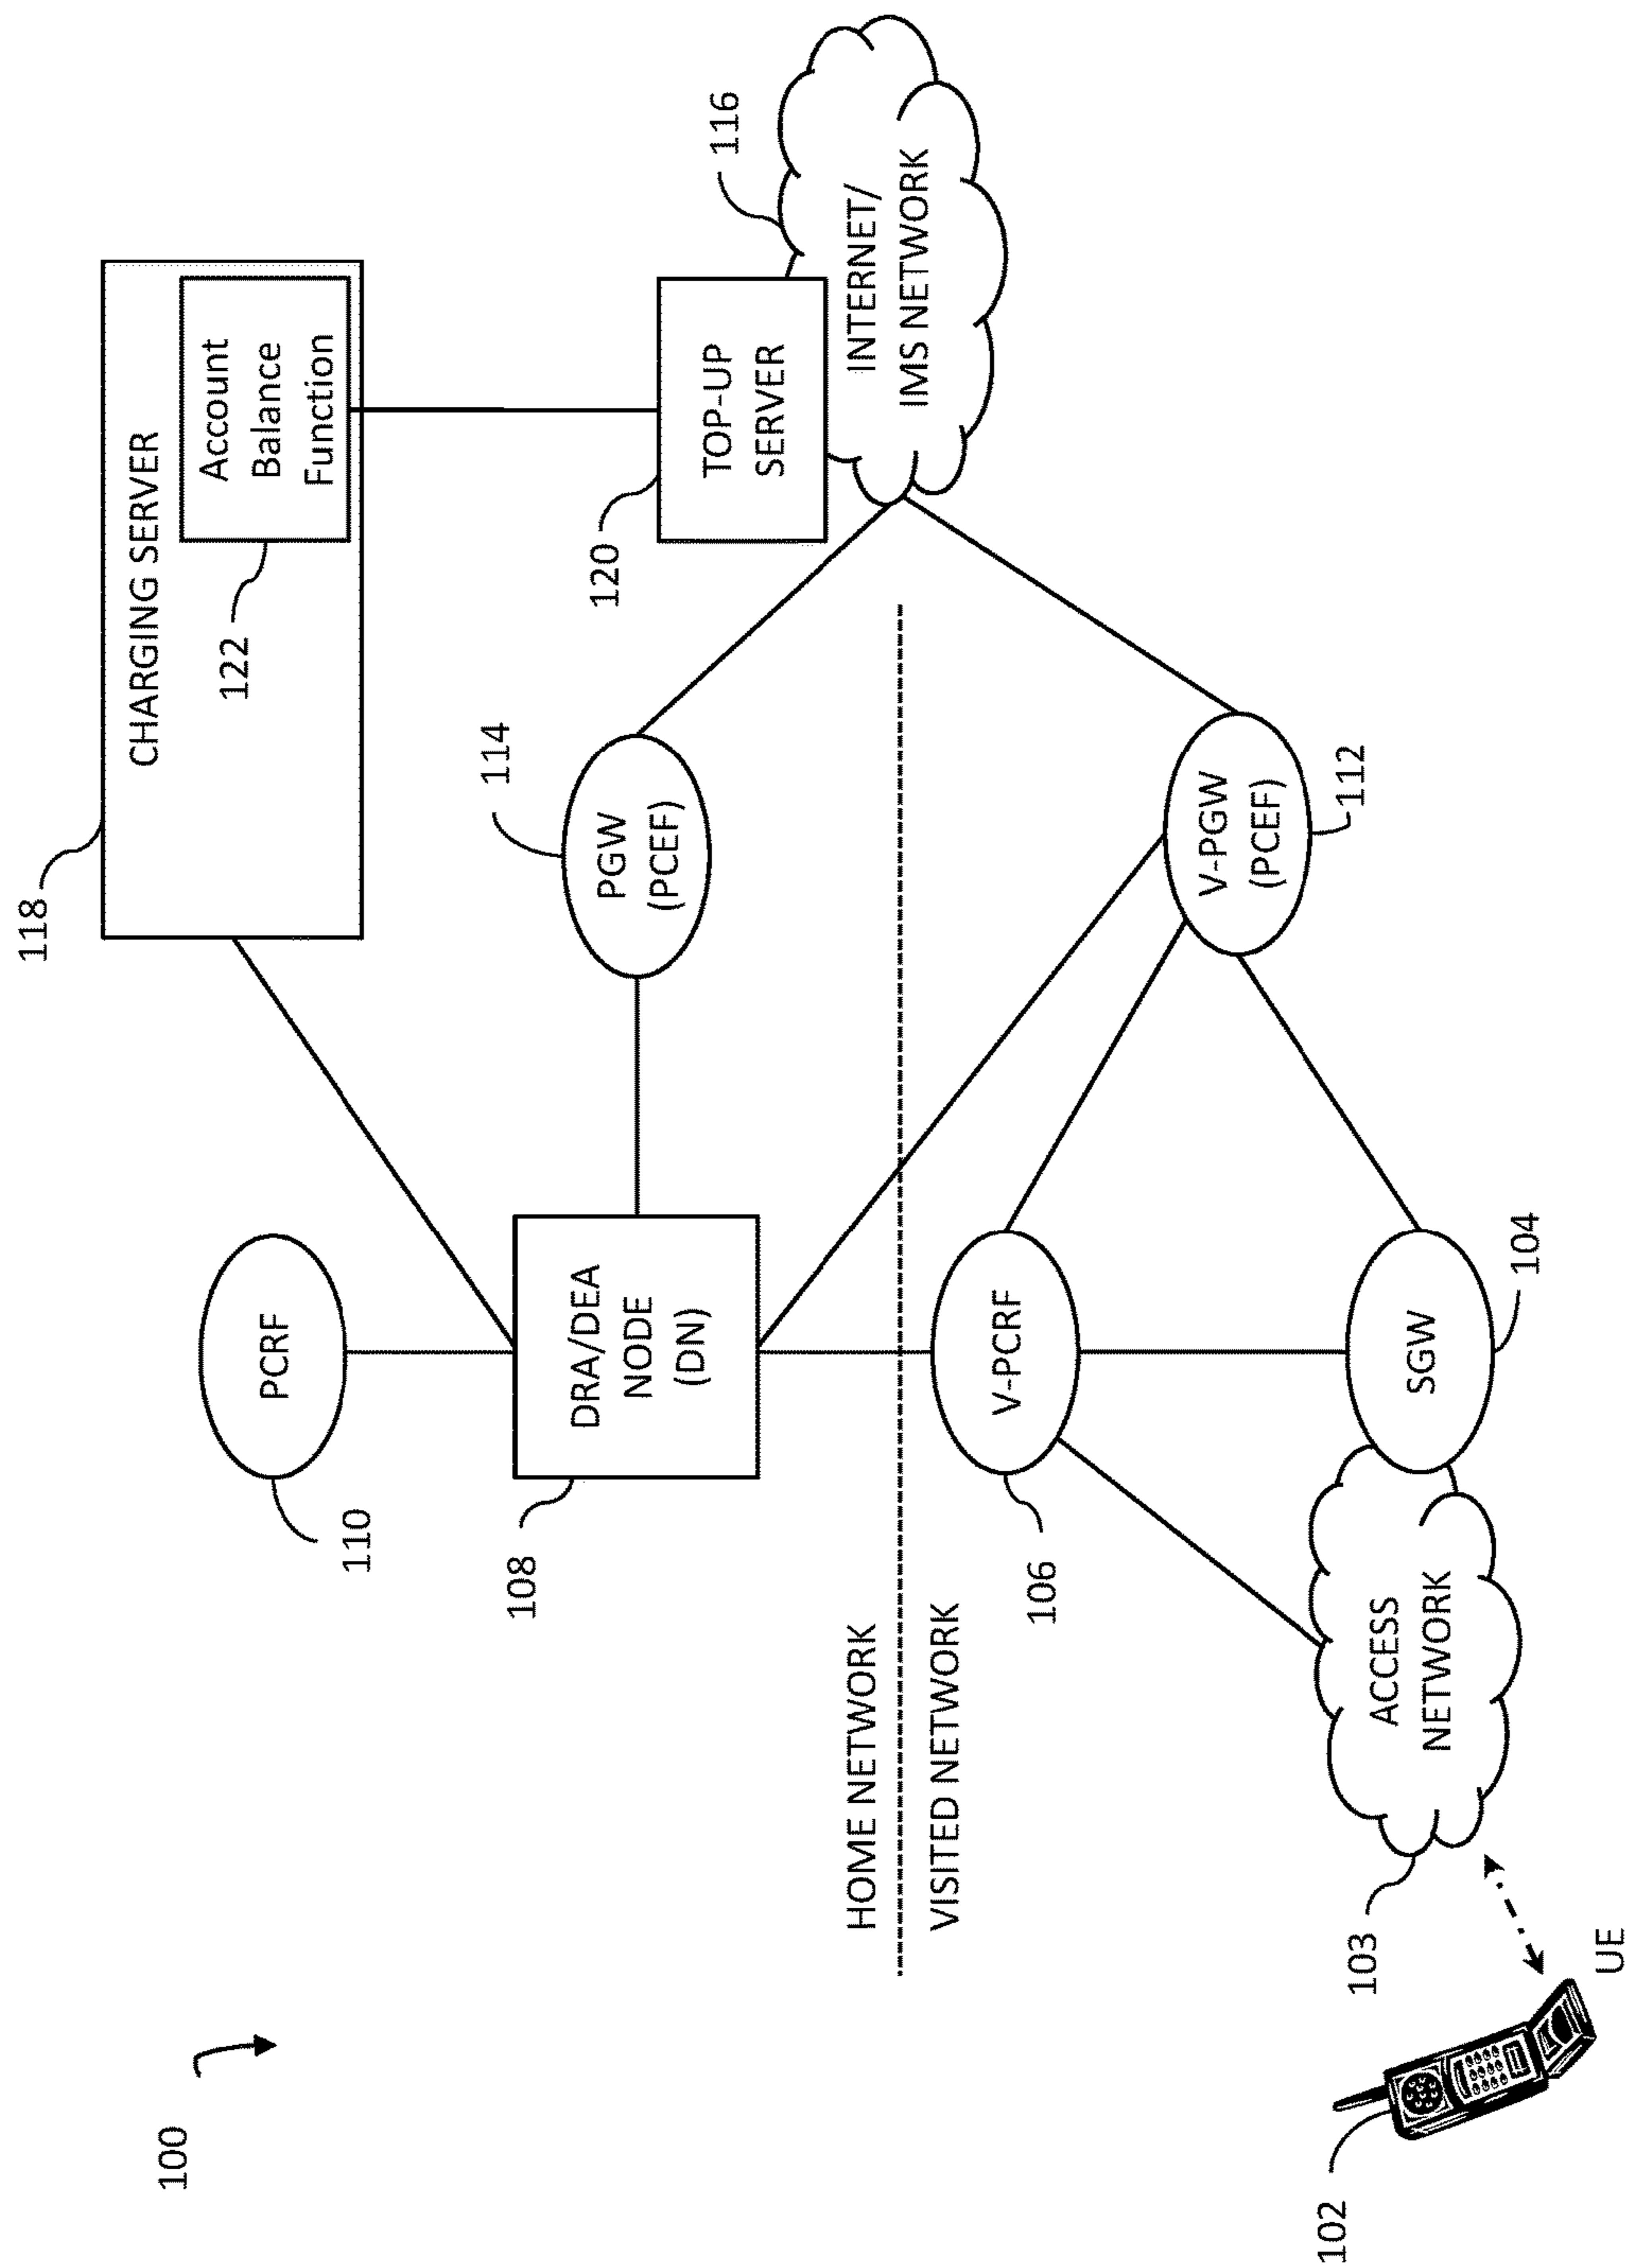 100
118
CHARGING SERVER
Account
Balance
Function
122
PCRF
110
DRA/DEA
NODE
(DN)
108
PGW
(PCEF)
114
TOP-UP
SERVER
120
116
INTERNET/
IMS NETWORK
HOME NETWORK
VISITED NETWORK
V-PCRF
106
V-PGW
(PCEF)
112
SGW
104
ACCESS
NETWORK
103
UE
102